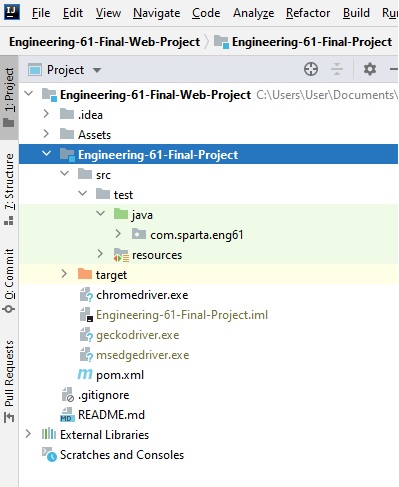 IJ File Edit View Navigate Code Analyze Refactor Build Run
Engineering-61-Final-Web-Project Engineering-61-Final-Project
1: Project
7: Structure
0: Commit
Pull Requests
Project
Engineering-61-Final-Web-Project C:\Users\User\Documents\
.idea
Assets
Engineering-61-Final-Project
src
test
java
com.sparta.eng61
resources
target
chromedriver.exe
Engineering-61-Final-Project.iml
geckodriver.exe
msedgedriver.exe
m pom.xml
.gitignore
README.md
External Libraries
Scratches and Consoles